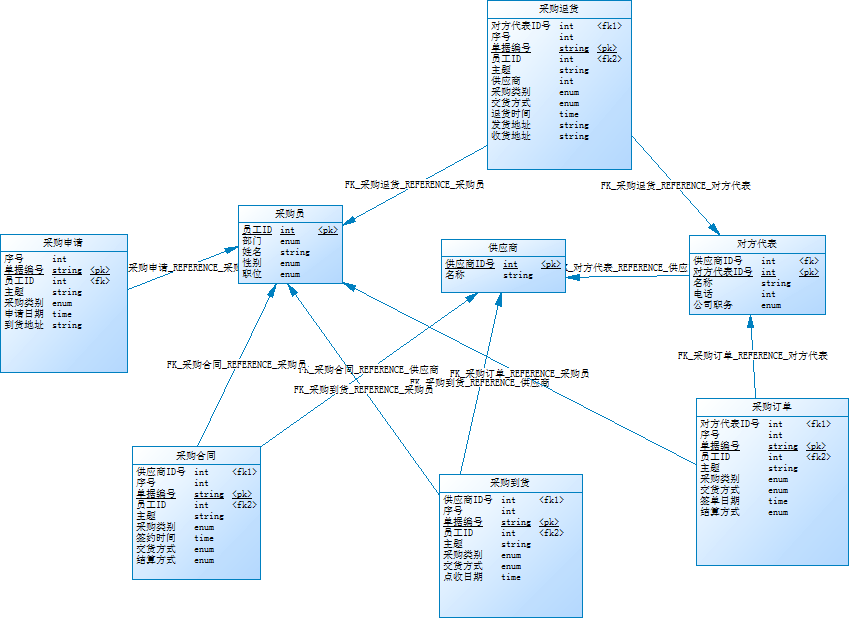 采购退货
对方代表ID号 int <fk1>
序号 int
单据编号 string <pk>
员工ID int <fk2>
主题 string
供应商 int
采购类别 enum
交货方式 enum
退货时间 time
发货地址 string
收货地址 string
FK_采购退货_REFERENCE_采购员
FK_采购退货_REFERENCE_对方代表
采购员
员工ID int <pk>
部门 enum
姓名 string
性别 enum
职位 enum
采购申请
序号 int
单据编号 string <pk>
员工ID int <fk>
主题 string
采购类别 enum
申请日期 time
到货地址 string
采购申请_REFERENCE_采购
供应商
供应商ID号 int <pk>
名称 string
_对方代表_REFERENCE_供应
对方代表
供应商ID号 int <fk>
对方代表ID号 int <pk>
名称 string
电话 int
公司职务 enum
FK_采购订单_REFERENCE_对方代表
FK_采购合同_REFERENCE_采购员
FK_采购合同_REFERENCE_供应商
FK_采购订单_REFERENCE_采购员
FK_采购到货_REFERENCE_供应商
FK_采购到货_REFERENCE_采购员
采购订单
对方代表ID号 int <fk1>
序号 int
单据编号 string <pk>
员工ID int <fk2>
主题 string
采购类别 enum
交货方式 enum
签单日期 time
结算方式 enum
采购合同
供应商ID号 int <fk1>
序号 int
单据编号 string <pk>
员工ID int <fk2>
主题 string
采购类别 enum
签约时间 time
交货方式 enum
结算方式 enum
采购到货
供应商ID号 int <fk1>
序号 int
单据编号 string <pk>
员工ID int <fk2>
主题 string
采购类别 enum
交货方式 enum
点收日期 time